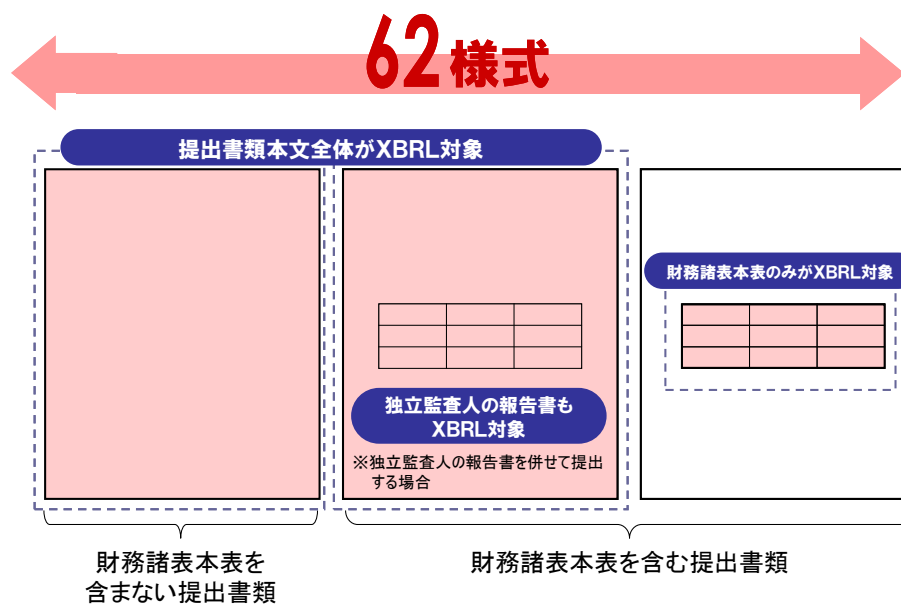 62様式
提出書類本文全体がXBRL対象
財務諸表本表のみがXBRL対象
独立監査人の報告書も
XBRL対象
※独立監査人の報告書を併せて提出
する場合
財務諸表本表を
含まない提出書類
財務諸表本表を含む提出書類